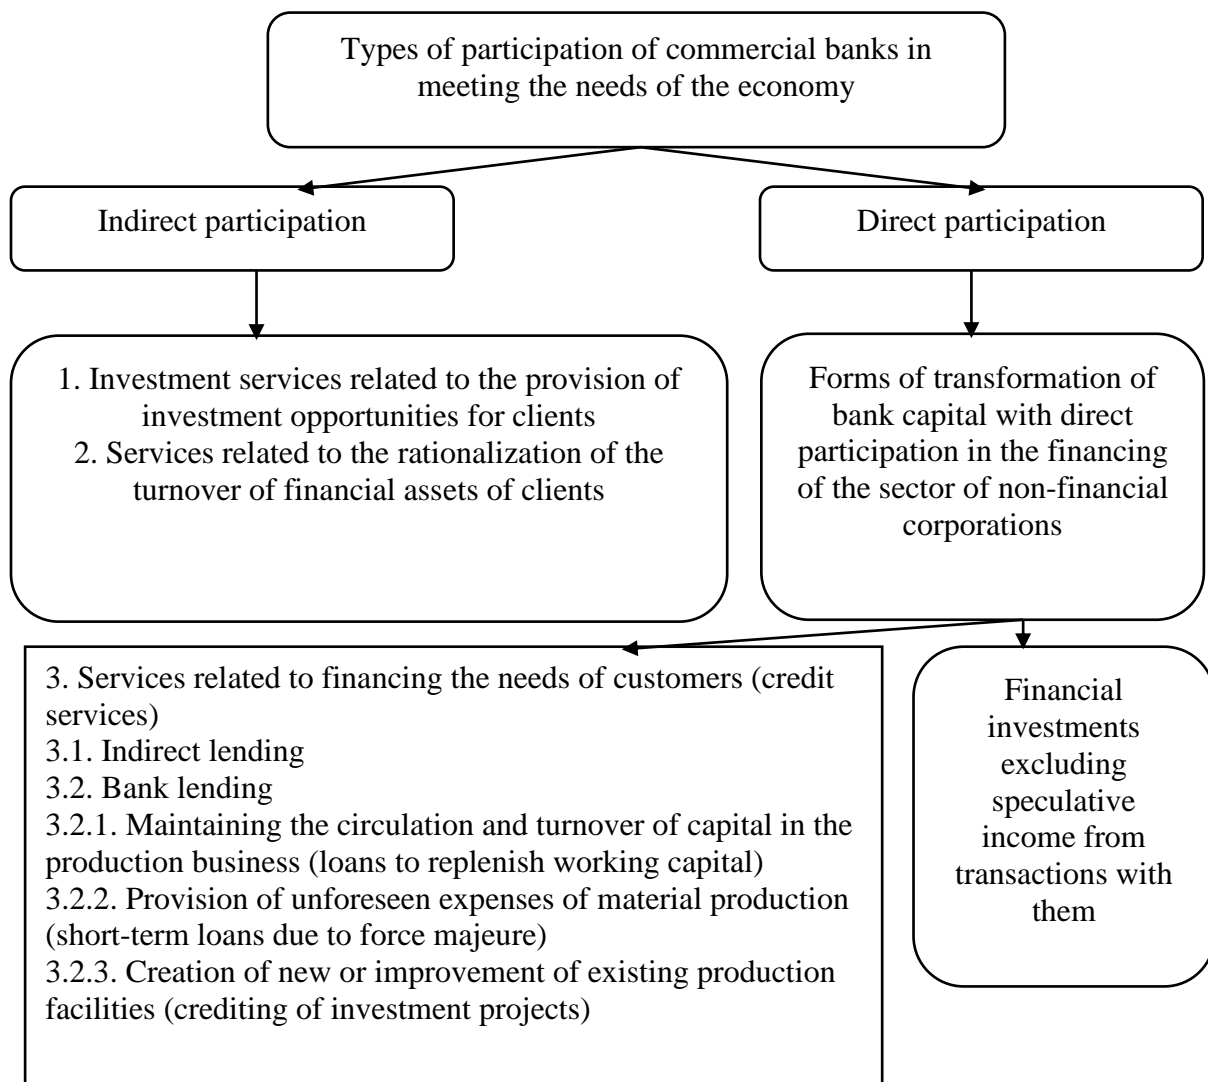 Types of participation of commercial banks in
meeting the needs of the economy
Indirect participation
Direct participation
1. Investment services related to the provision of
investment opportunities for clients
2. Services related to the rationalization of the
turnover of financial assets of clients
Forms of transformation of
bank capital with direct
participation in the financing
of the sector of non-financial
corporations
3. Services related to financing the needs of customers (credit
services)
3.1. Indirect lending
3.2. Bank lending
3.2.1. Maintaining the circulation and turnover of capital in the
production business (loans to replenish working capital)
3.2.2. Provision of unforeseen expenses of material production
(short-term loans due to force majeure)
3.2.3. Creation of new or improvement of existing production
facilities (crediting of investment projects)
Financial
investments
excluding
speculative
income from
transactions with
them